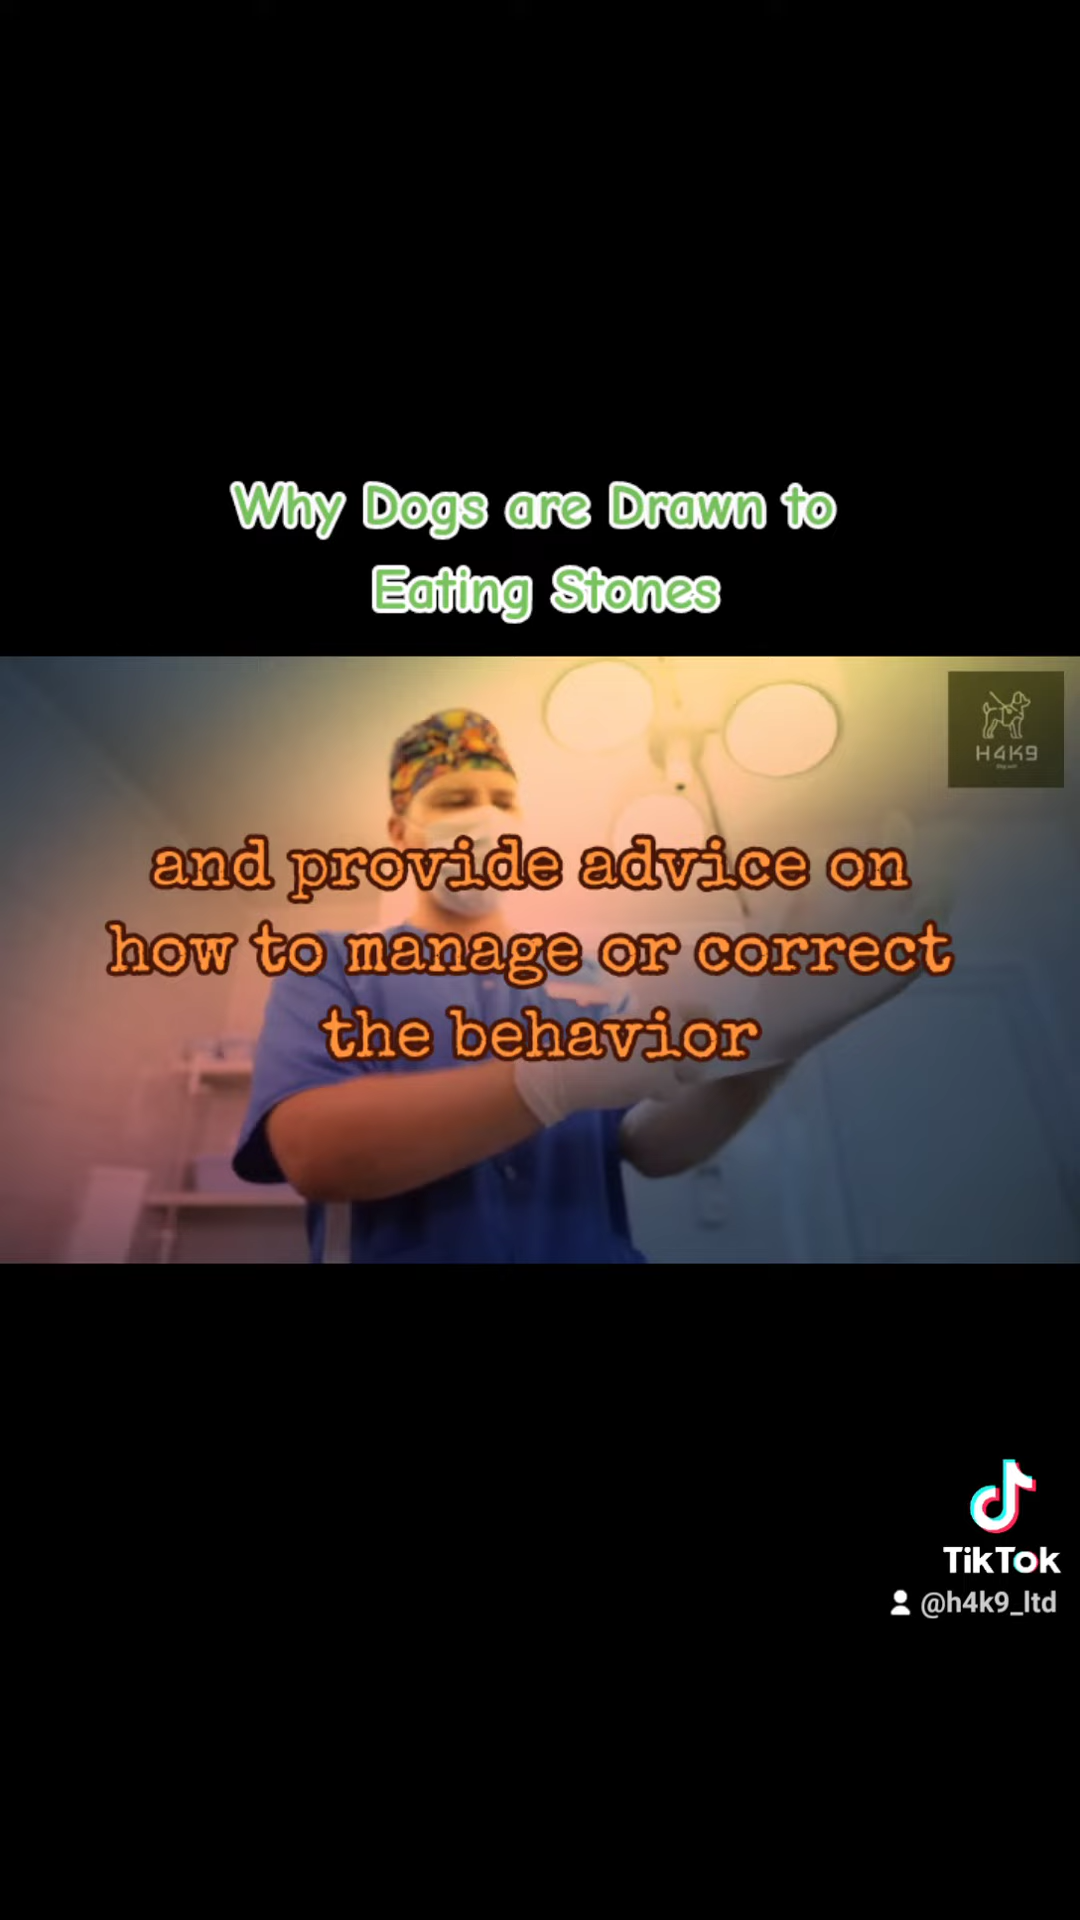 Why Dogs are Drawn to
Eating Stones
H4K9
and provide advice on
how to manage or correct
the behavior
TikTok
@h4k9_ltd